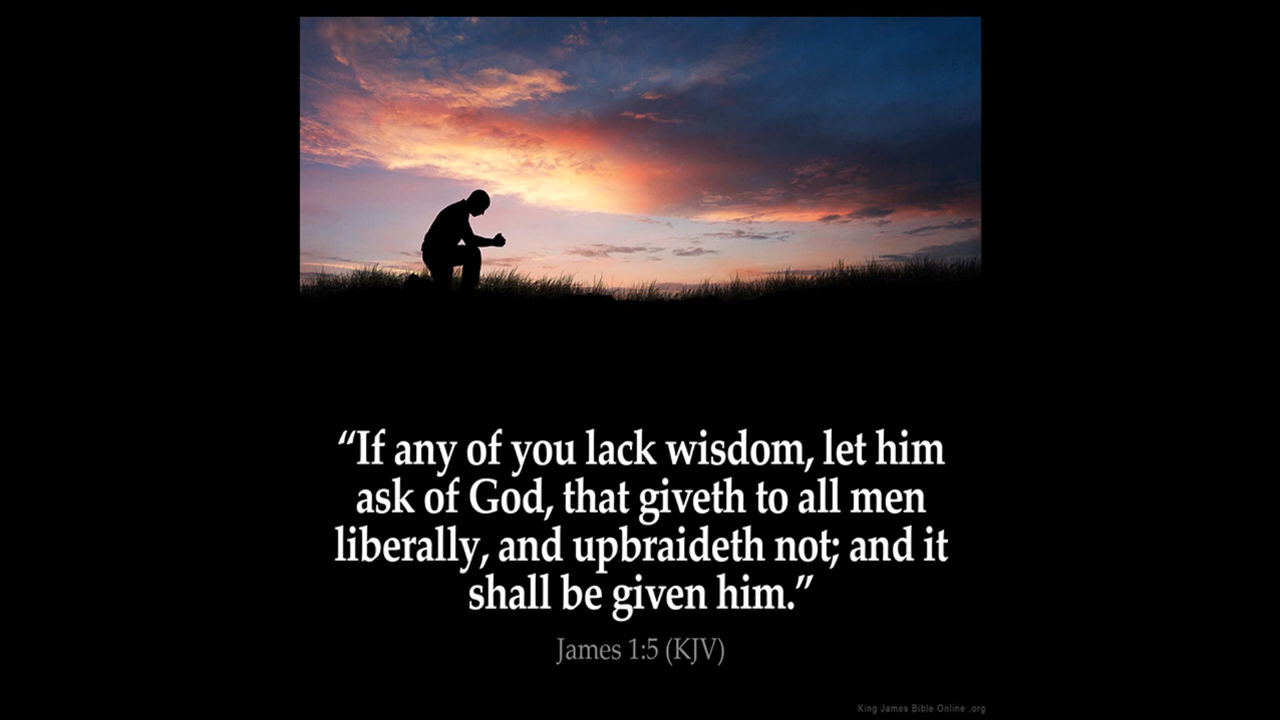 “If any of you lack wisdom, let him
ask of God, that giveth to all men
liberally, and upbraideth not; and it
shall be given him.”
James 1:5 (KJV)
King James Bible Online .org